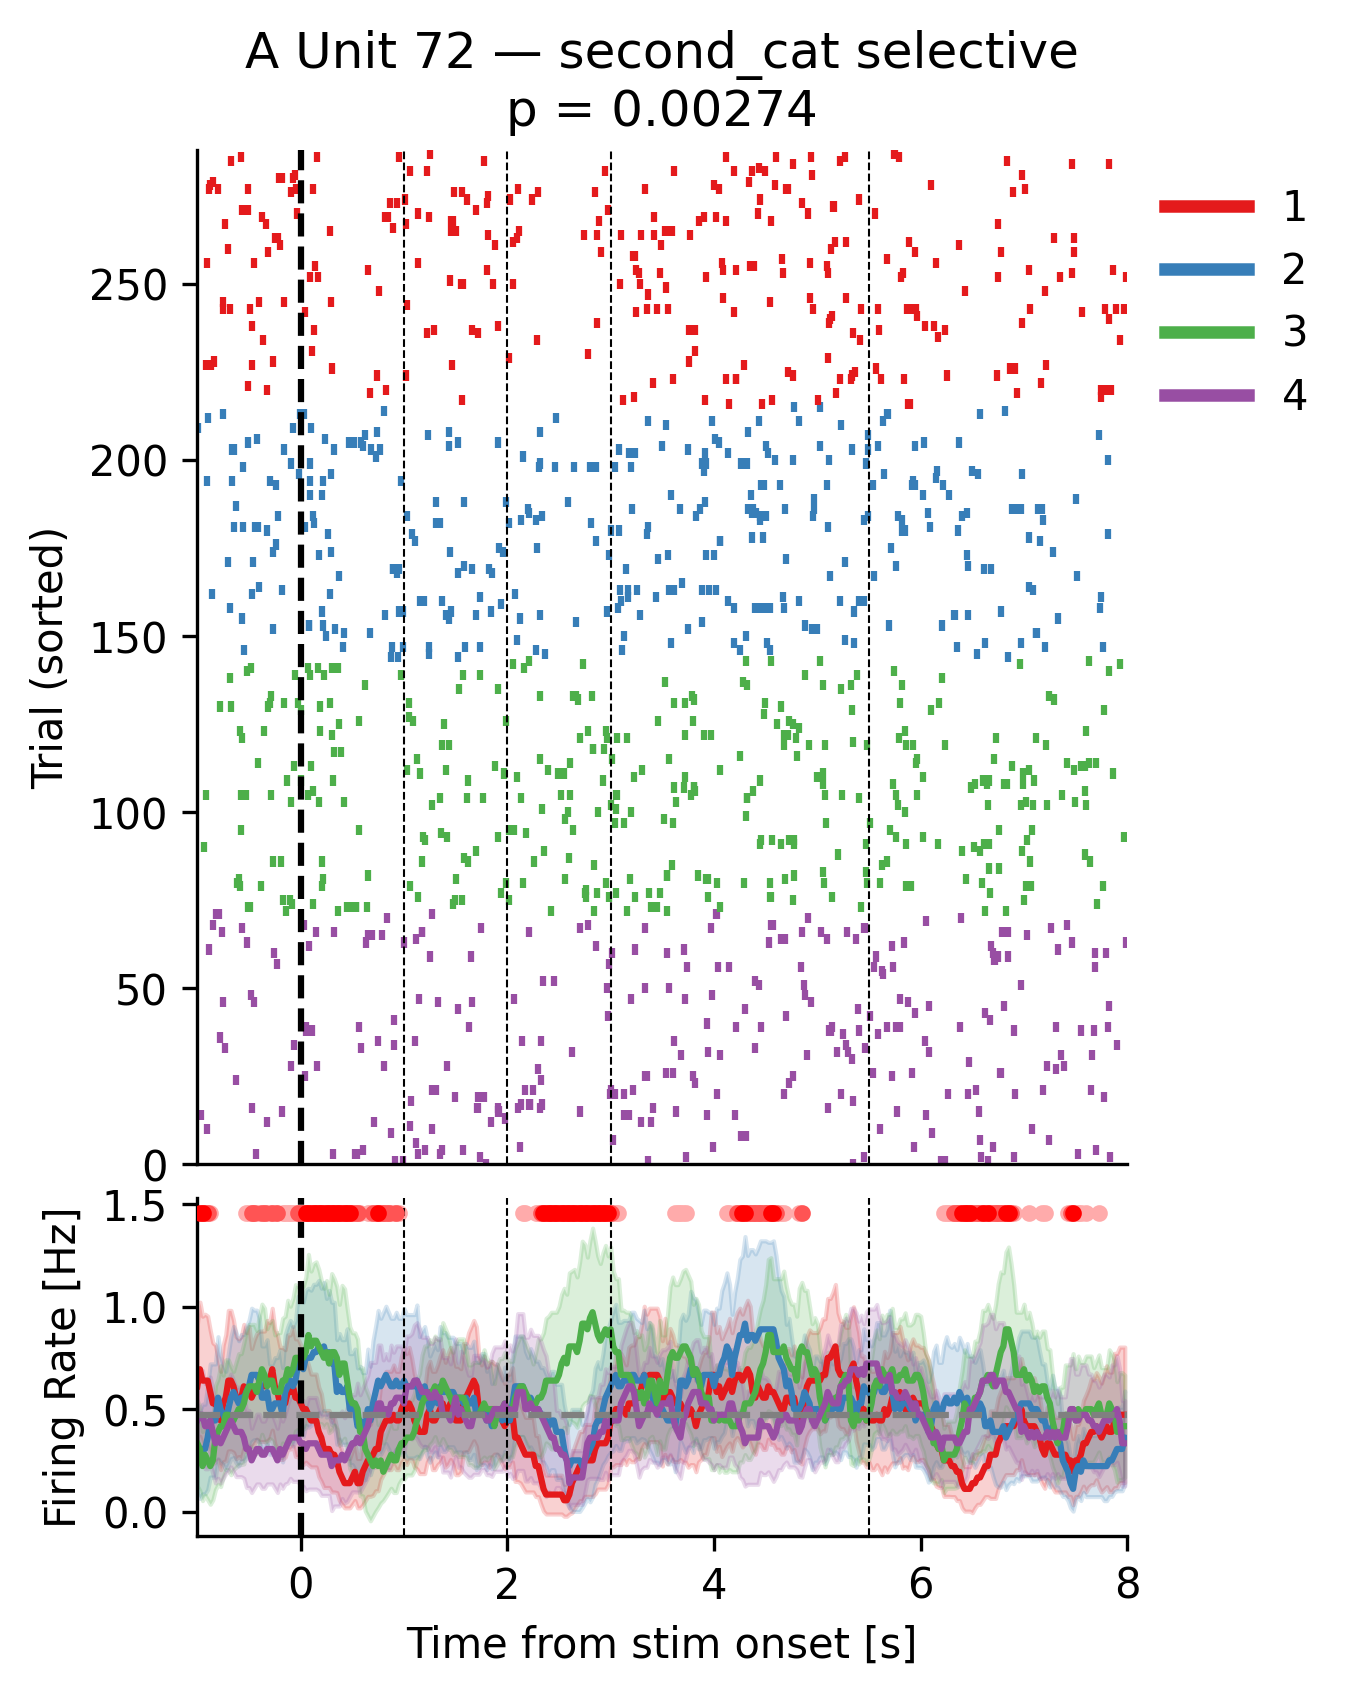 A Unit 72 — second_cat selective
p = 0.00274
1
2
3
4
Trial (sorted)
250
200
150
100
50
0
Firing Rate [Hz]
1.5
1.0
0.5
0.0
0 2 4 6 8
Time from stim onset [s]